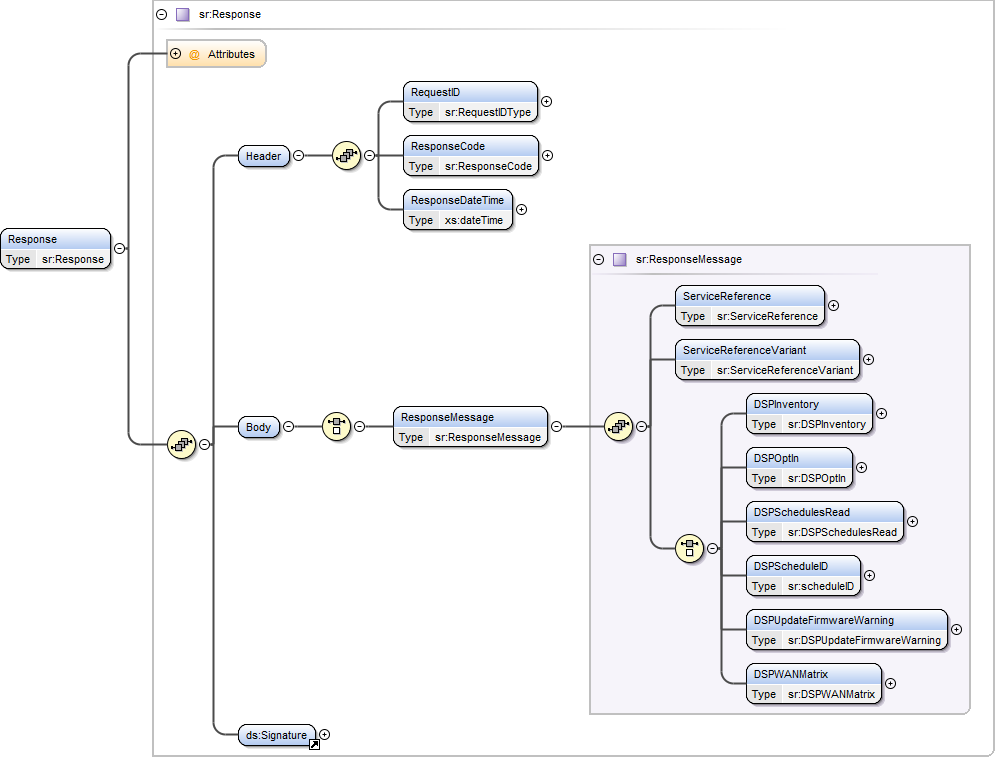 sr:Response
@ Attributes
RequestID
Type sr:RequestIDType
ResponseCode
Type sr:ResponseCode
Header
ResponseDateTime
Type xs:dateTime
Response
Type sr:Response
sr:ResponseMessage
ServiceReference
Type sr:ServiceReference
ServiceReferenceVariant
Type sr:ServiceReferenceVariant
DSPInventory
Type sr:DSPInventory
Body
ResponseMessage
Type sr:ResponseMessage
DSPOptIn
Type sr:DSPOptIn
DSPSchedulesRead
Type sr:DSPSchedulesRead
DSPScheduleID
Type sr:scheduleID
DSPUpdateFirmwareWarning
Type sr:DSPUpdateFirmwareWarning
DSPWANMatrix
Type sr:DSPWANMatrix
ds:Signature